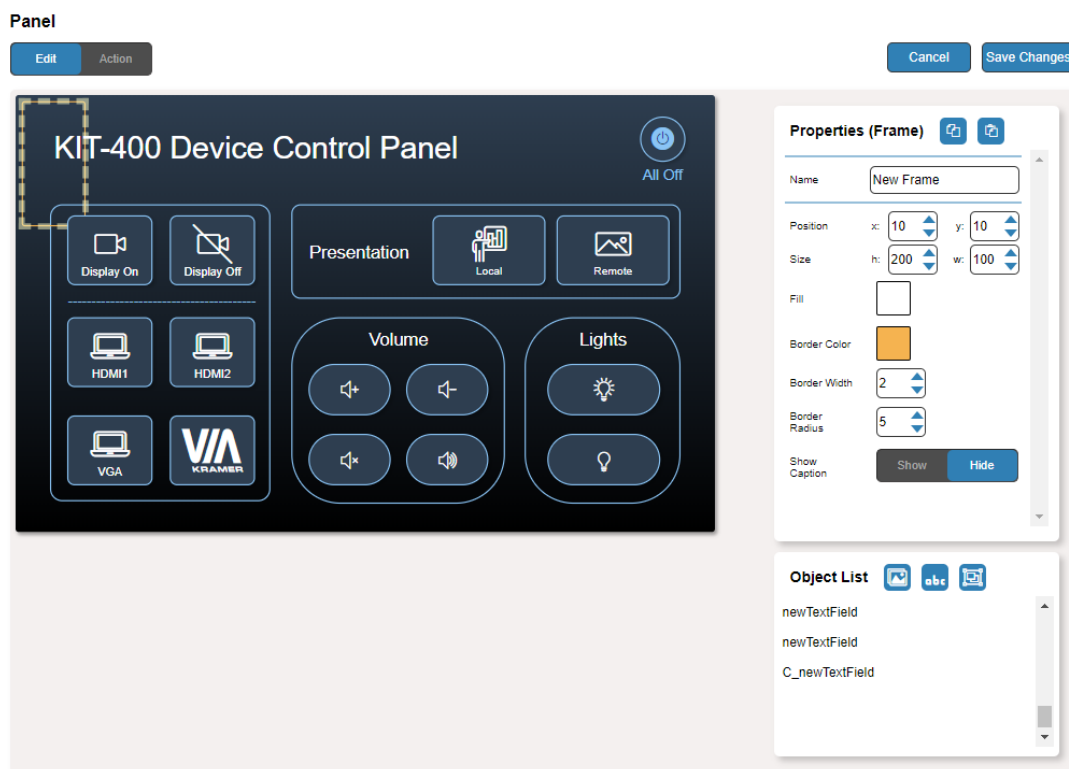 Panel
Edit Action Cancel Save Changes
KIT-400 Device Control Panel
All Off
Display On Display Off
Presentation Local Remote
HDMI1 HDMI2
Volume Lights
VGA VIA
KRAMER
Properties (Frame)
Name New Frame
Position x: 10 y: 10
Size h: 200 w: 100
Fill
Border Color
Border Width 2
Border
Radius 5
Show
Caption Show Hide
Object List abc
newTextField
newTextField
C_newTextField